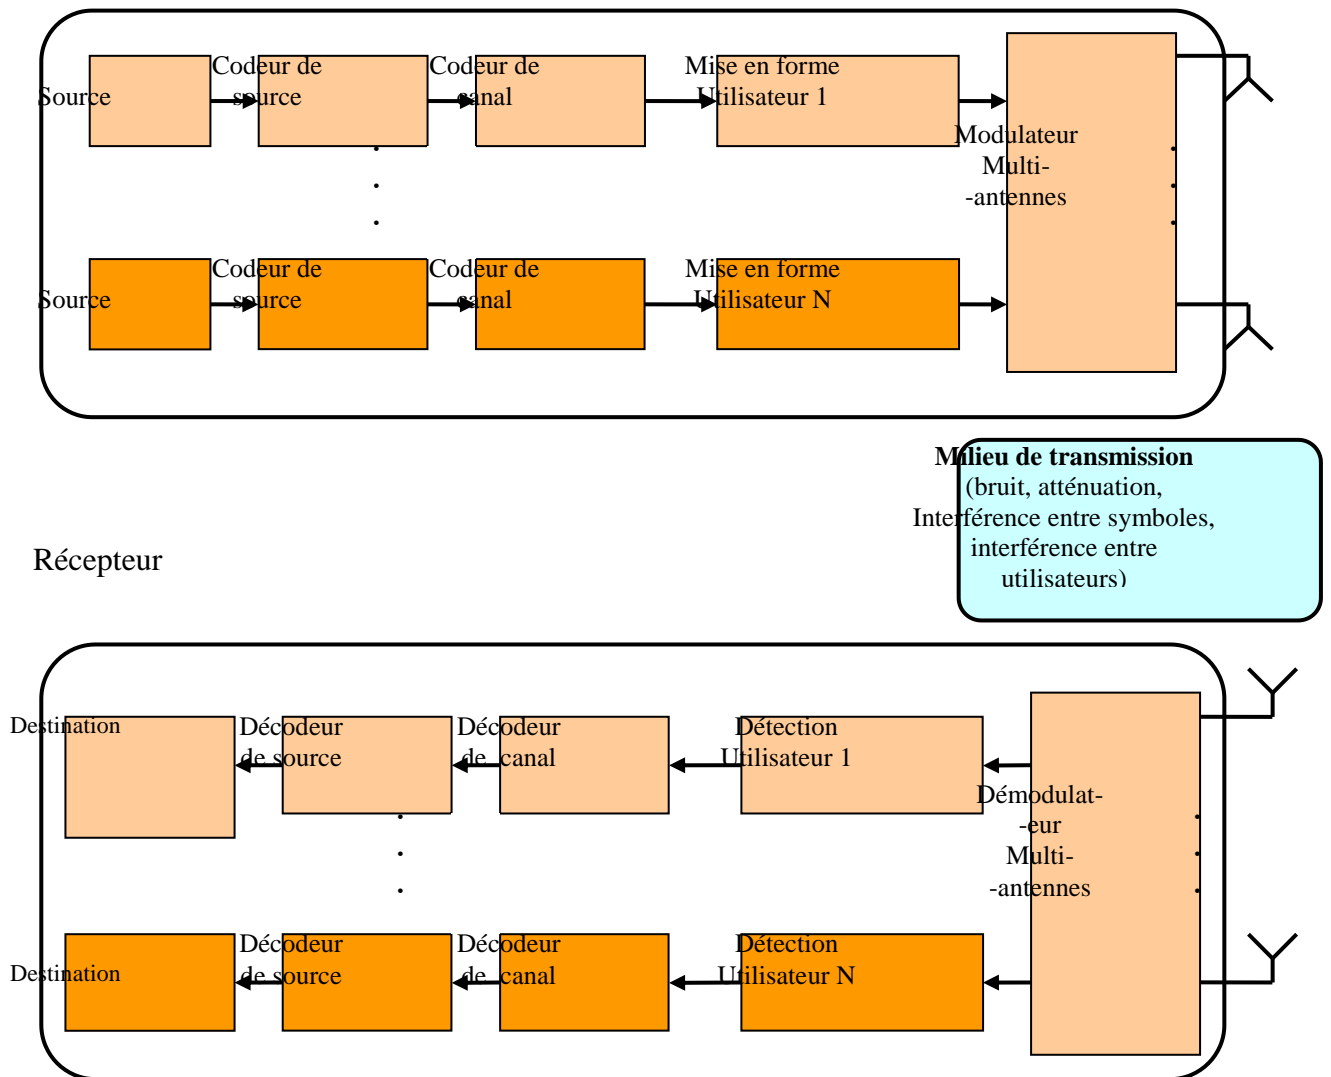 Source
Codeur de
source
Codeur de
canal
Mise en forme
Utilisateur 1
Modulateur
Multi-
-antennes
Source
Codeur de
source
Codeur de
canal
Mise en forme
Utilisateur N
Milieu de transmission
(bruit, atténuation,
Interférence entre symboles,
interférence entre
utilisateurs)
Récepteur
Destination
Décodeur
de source
Décodeur
de canal
Détection
Utilisateur 1
Démodulat-
-eur
Multi-
-antennes
Destination
Décodeur
de source
Décodeur
de canal
Détection
Utilisateur N